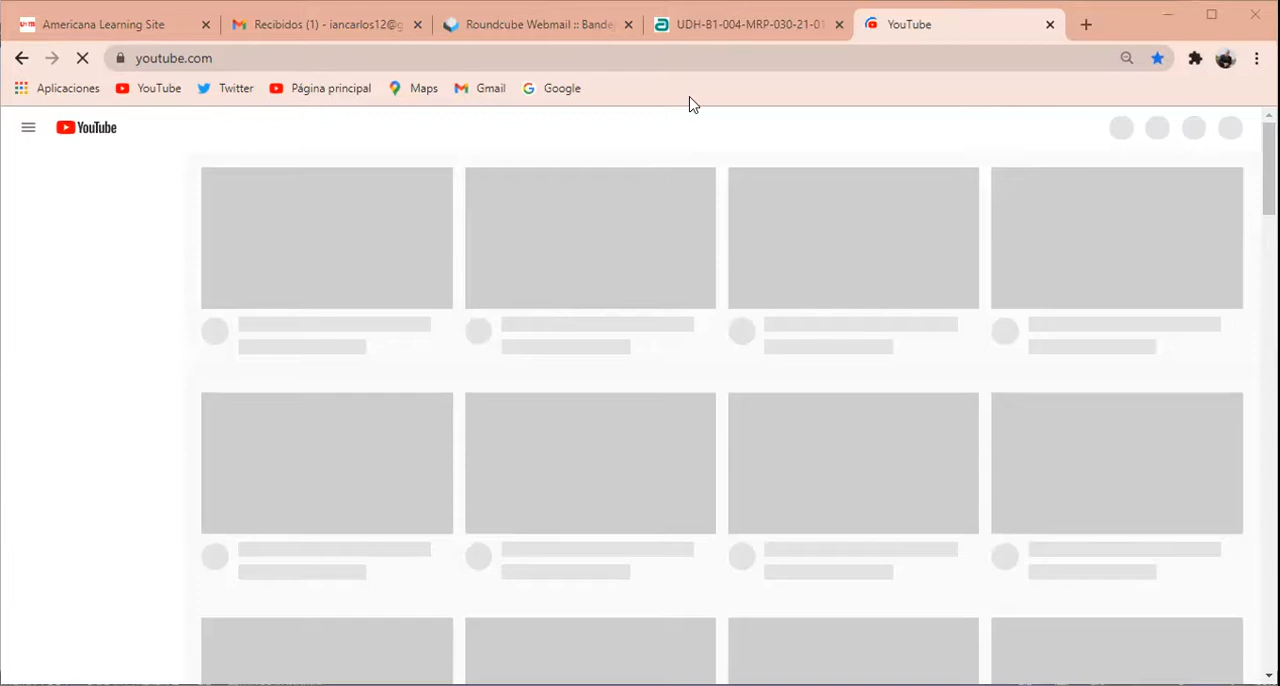 Americana Learning Site
Recibidos (1) - iancarlos12@g
Roundcube Webmail :: Bande
UDH-B1-004-MRP-030-21-01
YouTube
youtube.com
Aplicaciones
YouTube
Twitter
Página principal
Maps
Gmail
Google
YouTube